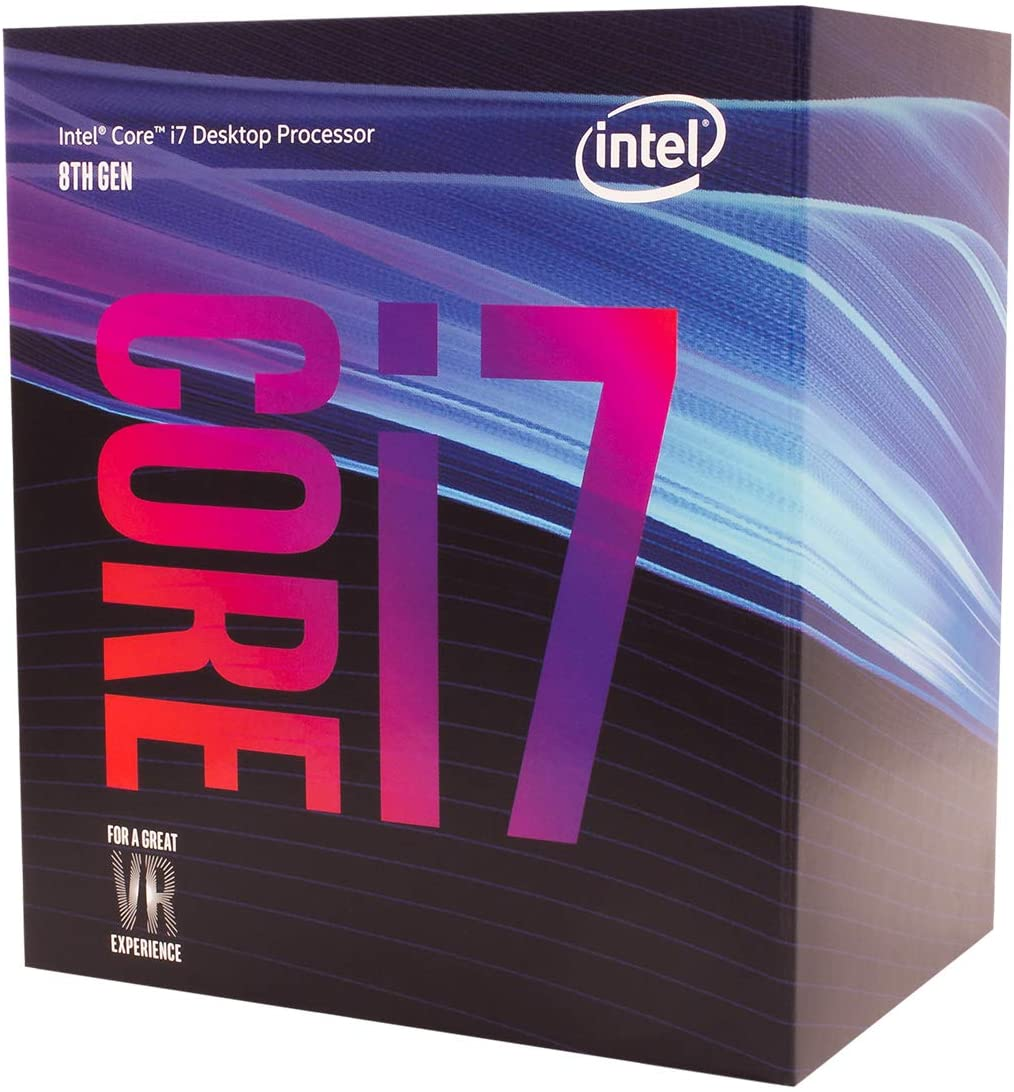 Intel® Core™ i7 Desktop Processor
8TH GEN
intel®
CORE i7
FOR A GREAT
VR
EXPERIENCE